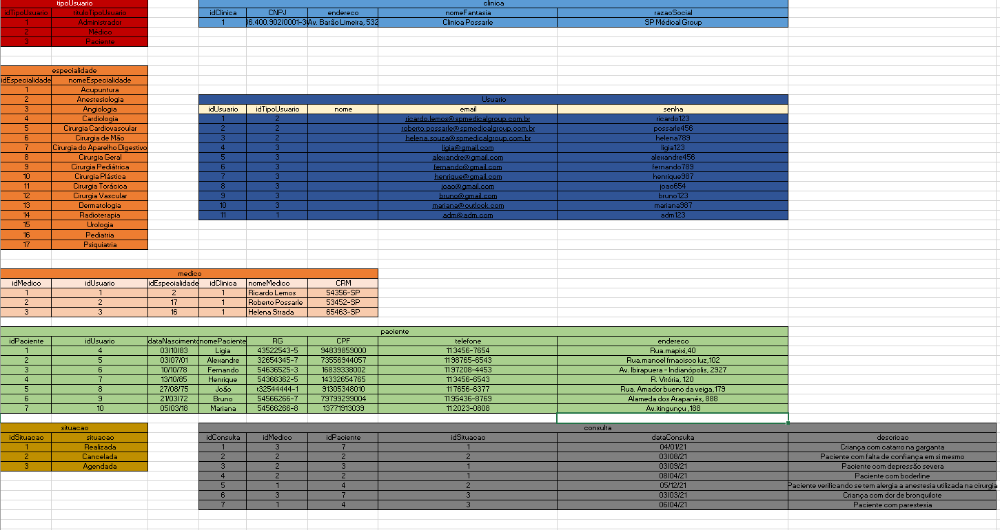 tipoUsuario
idTipoUsuario tituloTipoUsuario
1 Administrador
2 Médico
3 Paciente
clinica
idClinica CNPJ endereco nomeFantasia razaoSocial
1 36.400.902/0001-3 Av. Barão Limeira, 532 Clinica Possarle SP Médical Group
especialidade
idEspecialidade nomeEspecialidade
1 Acupuntura
2 Anestesiologia
3 Angiologia
4 Cardiologia
5 Cirurgia Cardiovascular
6 Cirurgia de Mão
7 Cirurgia do Aparelho Digestivo
8 Cirurgia Geral
9 Cirurgia Pediátrica
10 Cirurgia Plástica
11 Cirurgia Torácica
12 Cirurgia Vascular
13 Dermatologia
14 Radioterapia
15 Urologia
16 Pediatria
17 Psiquiatria
Usuario
idUsuario idTipoUsuario nome email senha
1 2 ricardo.lemos@spmedicalgroup.com.br ricardo123
2 2 roberto.possarle@spmedicalgroup.com.br possarle456
3 2 helena.souza@spmedicalgroup.com.br helena789
4 3 ligia@gmail.com ligia123
5 3 alexandre@gmail.com alexandre456
6 3 fernando@gmail.com fernando789
7 3 henrique@gmail.com henrique987
8 3 joao@gmail.com joao654
9 3 bruno@gmail.com bruno123
10 3 mariana@outlook.com mariana987
11 1 adm@adm.com adm123
medico
idMedico idUsuario idEspecialidade idClinica nomeMedico CRM
1 1 2 1 Ricardo Lemos 54356-SP
2 2 17 1 Roberto Possarle 53452-SP
3 3 16 1 Helena Strada 65463-SP
paciente
idPaciente idUsuario dataNascimento nomePaciente RG CPF telefone endereco
1 4 03/10/83 Ligia 43522543-5 94839859000 113456-7654 Rua.mapixi,40
2 5 03/07/01 Alexandre 32654345-7 73556944057 1198765-6543 Rua.manoel frnacisco luz,102
3 6 10/10/78 Fernando 54636525-3 16839338002 1197208-4453 Av. Ibirapuera - Indianópolis, 2927
4 7 13/10/85 Henrique 54366362-5 14332654765 113456-6543 R. Vitória, 120
5 8 27/08/75 João t32544444-1 91305348010 117656-6377 Rua. Amador bueno da veiga,179
6 9 21/03/72 Bruno 54566266-7 79799299004 1195436-8769 Alameda dos Arapanés, 888
7 10 05/03/18 Mariana 54566266-8 13771913039 112023-0808 Av.itingunçu ,188
situacao
idSituacao situacao
1 Realizada
2 Cancelada
3 Agendada
consulta
idConsulta idMedico idPaciente idSituacao dataConsulta descricao
1 3 7 1 04/01/21 Criança com catarro na garganta
2 2 2 2 03/08/21 Paciente com falta de confiança em si mesmo
3 2 3 1 03/09/21 Paciente com depressão severa
4 2 2 1 08/04/21 Paciente com boderline
5 1 4 2 05/12/21 Paciente verificando se tem alergia a anestesia utilizada na cirurgia
6 3 7 3 03/03/21 Criança com dor de bronquilote
7 1 4 3 06/04/21 Paciente com parestesia